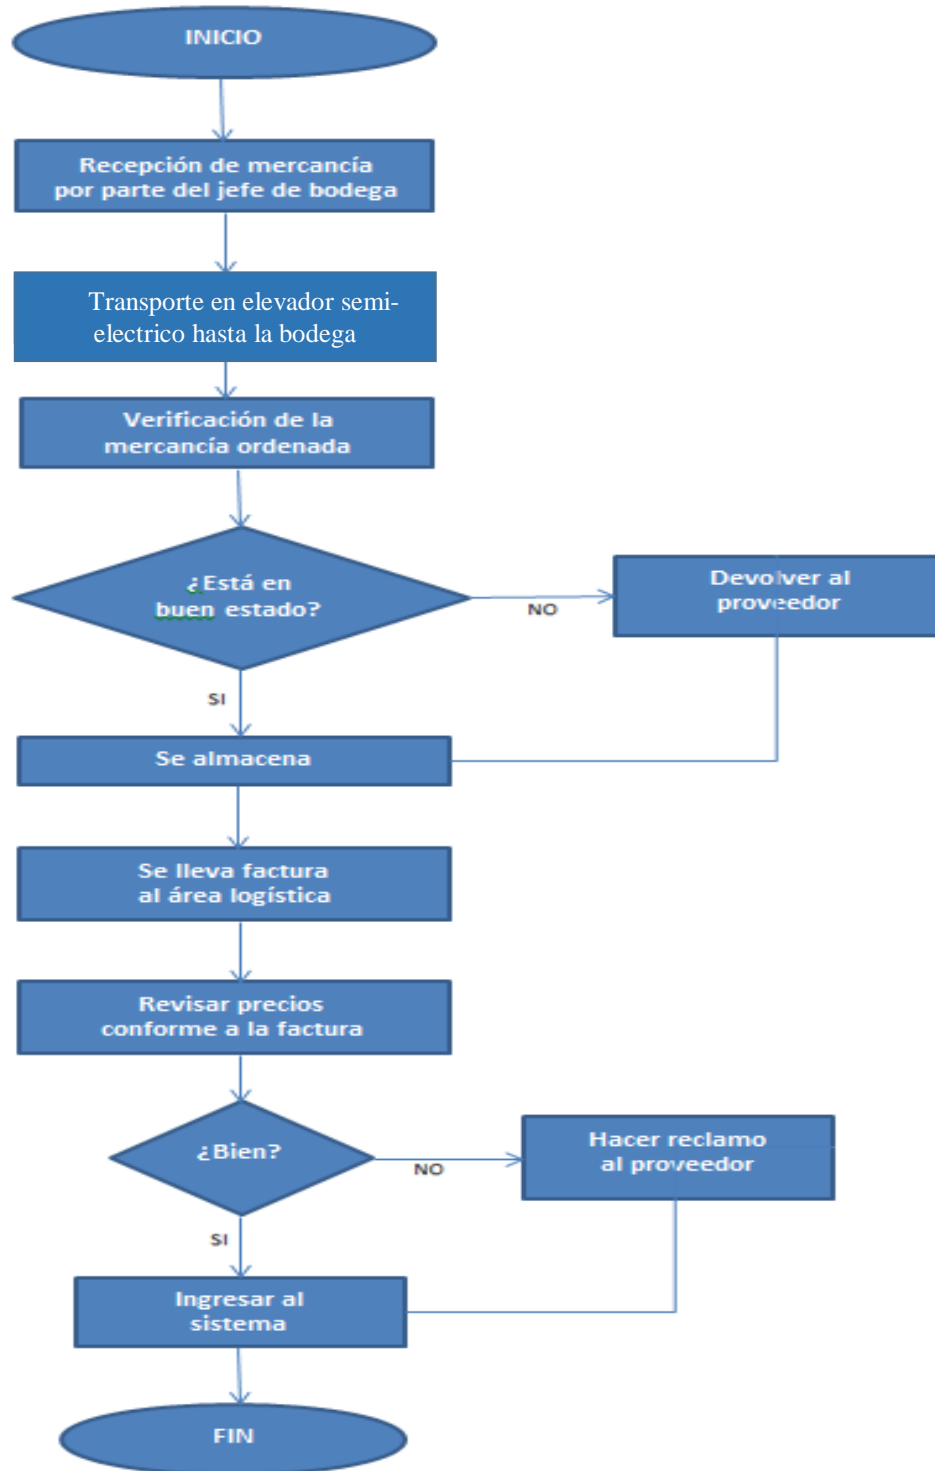 INICIO
Recepción de mercancía
por parte del jefe de bodega
Transporte en elevador semi-
electrico hasta la bodega
Verificación de la
mercancía ordenada
¿Está en
buen estado?
NO
Devolver al
proveedor
SI
Se almacena
Se lleva factura
al área logística
Revisar precios
conforme a la factura
¿Bien?
NO
Hacer reclamo
al proveedor
SI
Ingresar al
sistema
FIN